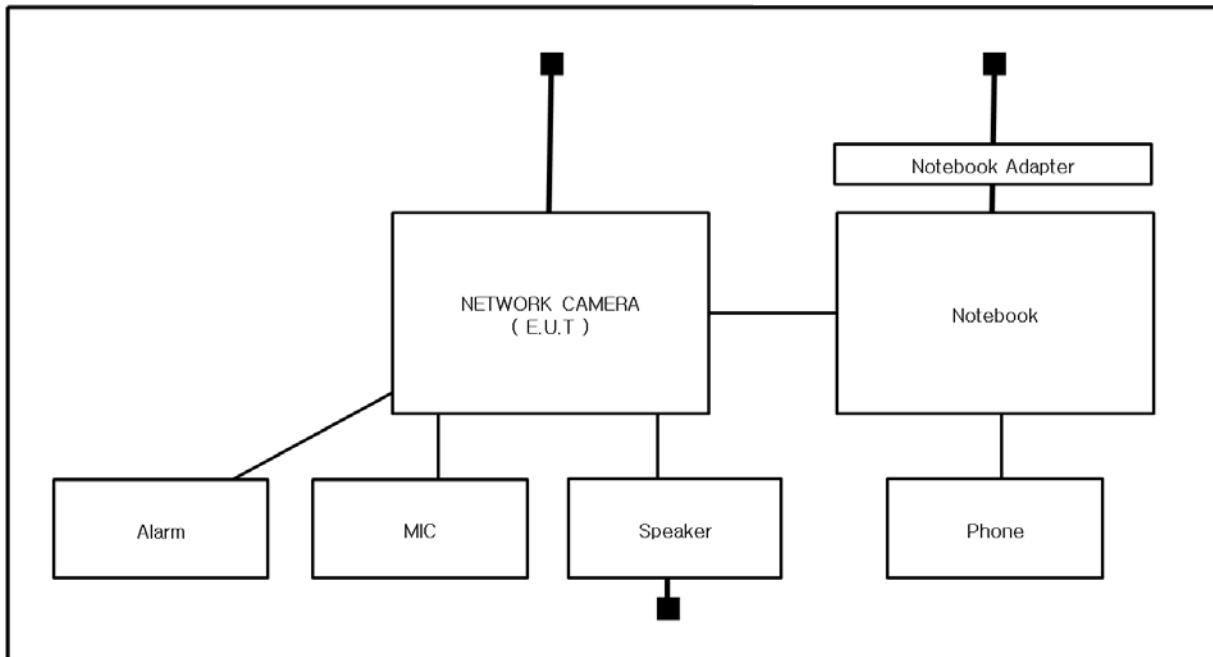 Notebook Adapter
NETWORK CAMERA
( E.U.T )
Notebook
Alarm
MIC
Speaker
Phone